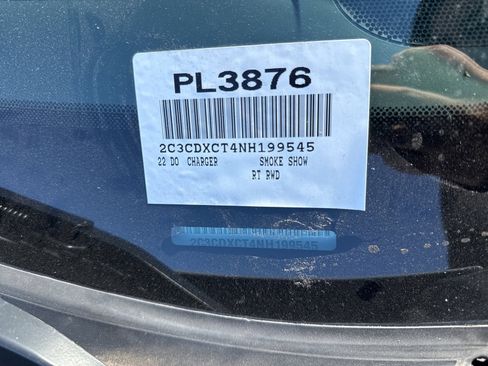 PL3876
2C3CDXCT4NH199545
22 DO CHARGER SMOKE SHOW
RT RWD
2C3CDXCT4NH199545